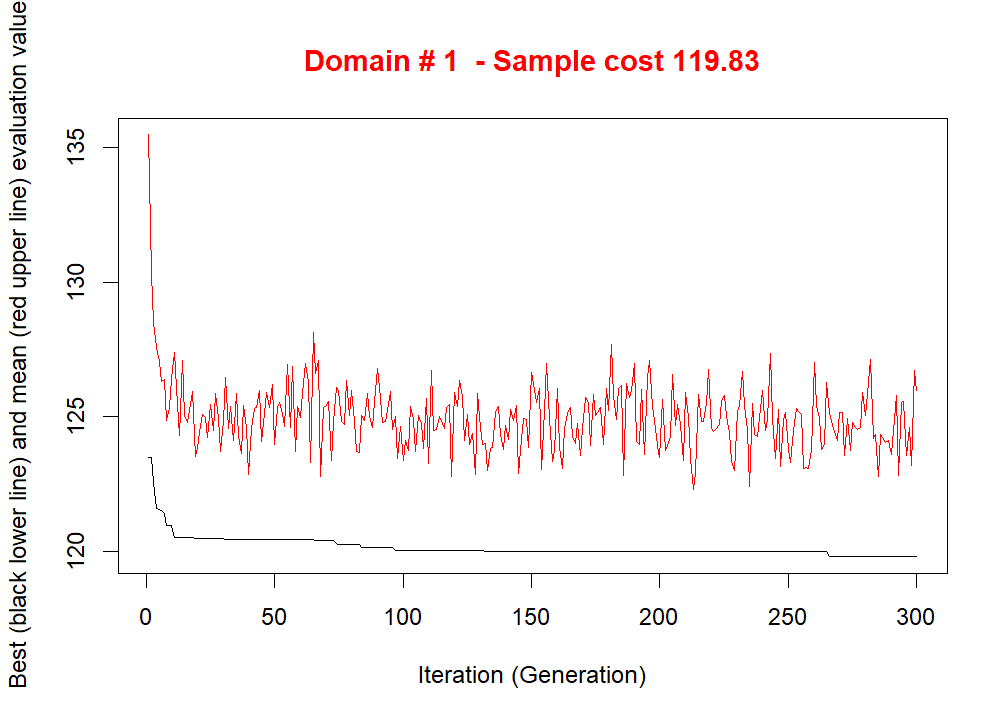 Domain # 1  - Sample cost 119.83
Best (black lower line) and mean (red upper line) evaluation value
135
130
125
120
0 50 100 150 200 250 300
Iteration (Generation)